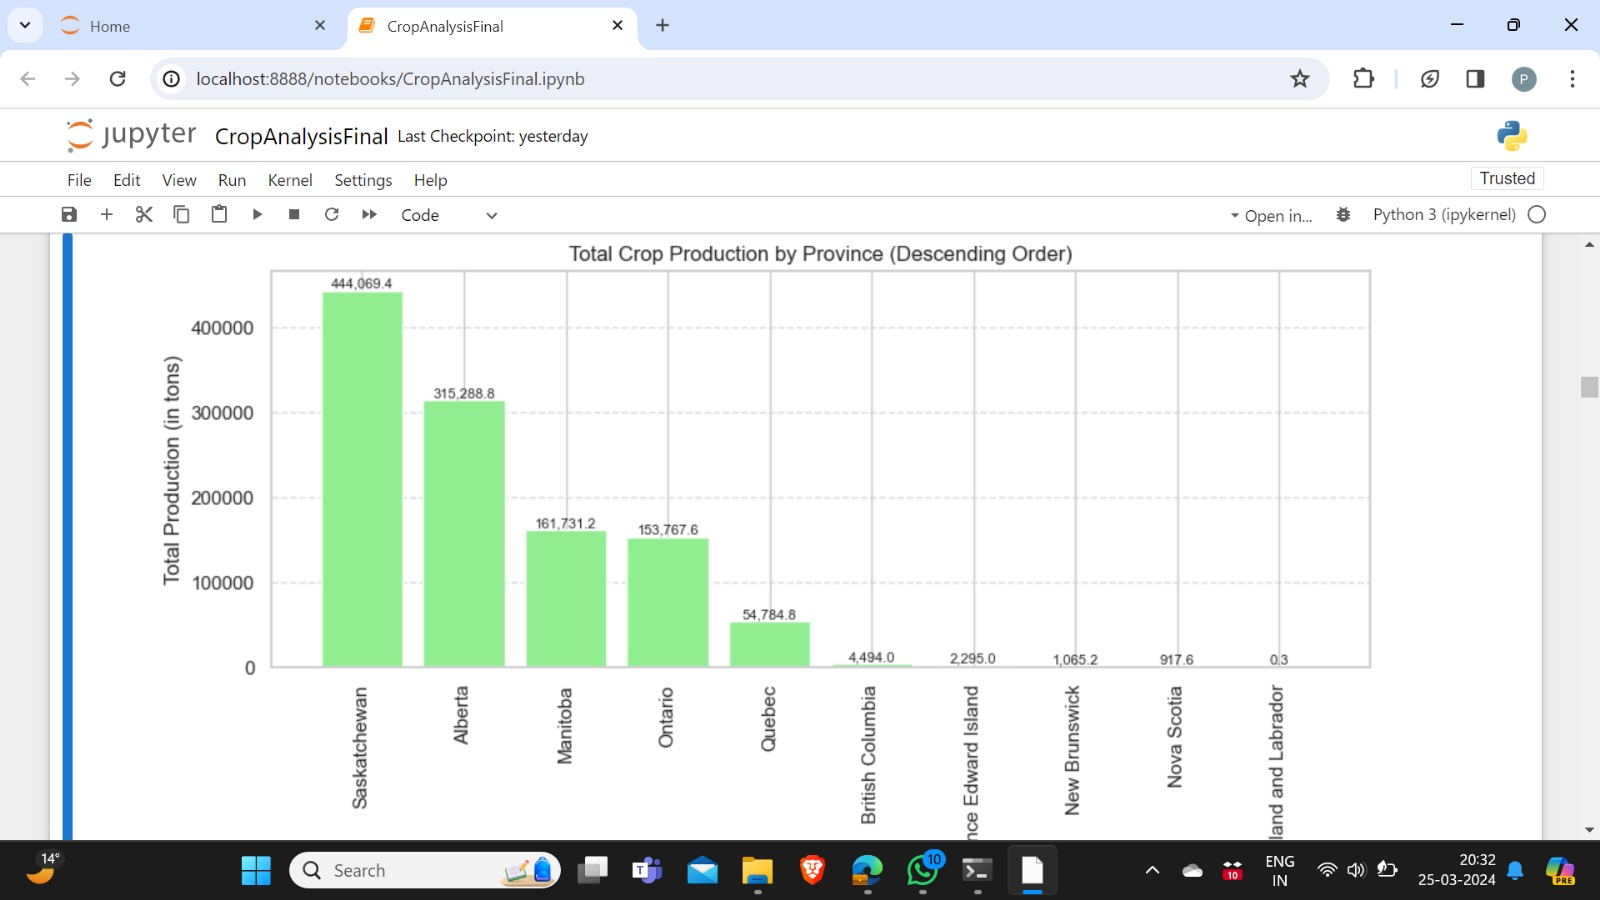 Home
CropAnalysisFinal
localhost:8888/notebooks/CropAnalysisFinal.ipynb
P
jupyter CropAnalysisFinal Last Checkpoint: yesterday
File Edit View Run Kernel Settings Help
Trusted
Code
Open in...
Python 3 (ipykernel)
Total Crop Production by Province (Descending Order)
Total Production (in tons)
400000
300000
200000
100000
0
444,069.4
315,288.8
161,731.2
153,767.6
54,784.8
4,494.0
2,295.0
1,065.2
917.6
0.3
Saskatchewan
Alberta
Manitoba
Ontario
Quebec
British Columbia
nce Edward Island
New Brunswick
Nova Scotia
land and Labrador
14°
Search
T
10
10
ENG
IN
20:32
25-03-2024
PRE